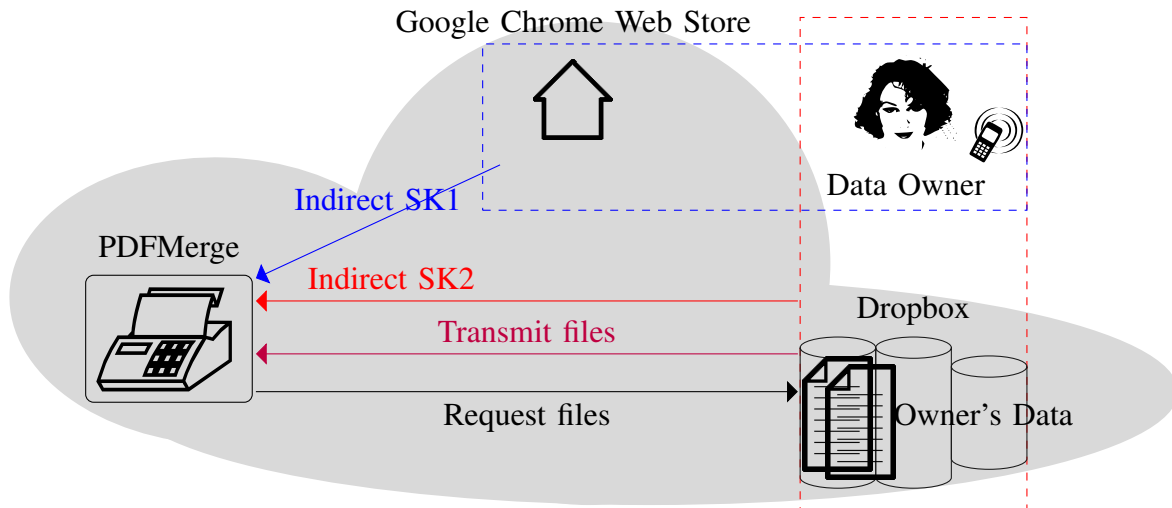 Google Chrome Web Store
Data Owner
Indirect SK1
PDFMerge
Indirect SK2
Dropbox
Transmit files
Request files
Owner's Data